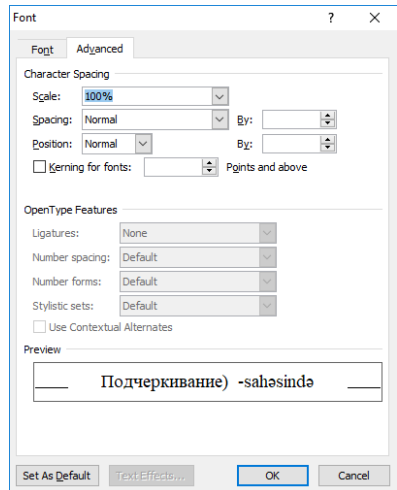 Font ? ×
Font Advanced
Character Spacing
Scale: 100%
Spacing: Normal By:
Position: Normal By:
Kerning for fonts: Points and above
OpenType Features
Ligatures: None
Number spacing: Default
Number forms: Default
Stylistic sets: Default
Use Contextual Alternates
Preview
Подчеркивание) -sahəsində
Set As Default Text Effects... OK Cancel